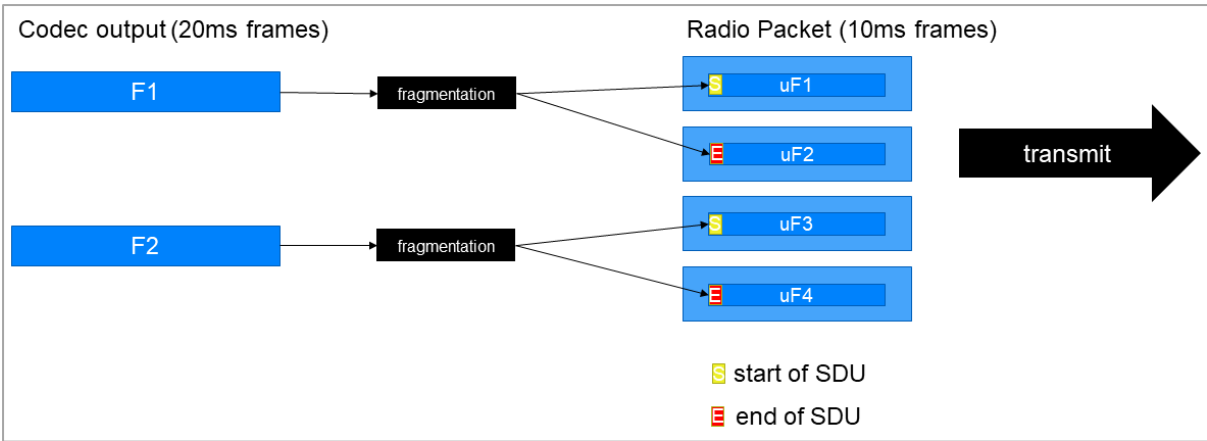 Codec output (20ms frames)
Radio Packet (10ms frames)
F1
fragmentation
S
uF1
E
uF2
transmit
F2
fragmentation
S
uF3
E
uF4
S start of SDU
E end of SDU